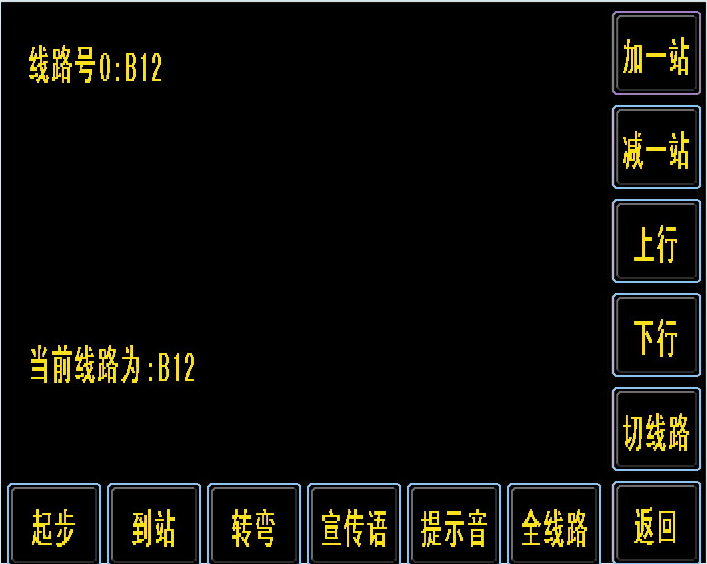 线路号0:B12
当前线路为:B12
加一站
减一站
上行
下行
切线路
起步
到站
转弯
宣传语
提示音
全线路
返回